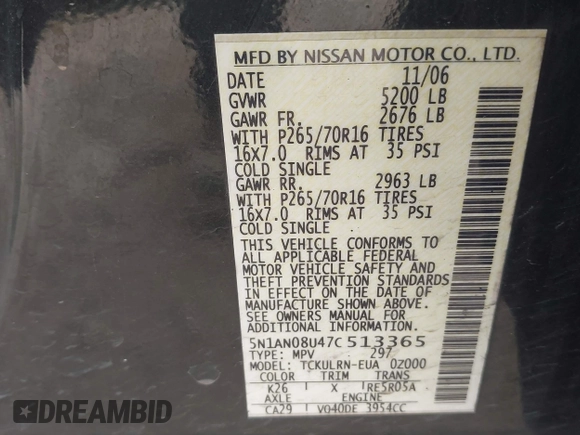 MFD BY NISSAN MOTOR CO., LTD.
DATE 11/06
GVWR 5200 LB
GAWR FR. 2676 LB
WITH P265/70R16 TIRES
16X7.0 RIMS AT 35 PSI
COLD SINGLE
GAWR RR. 2963 LB
WITH P265/70R16 TIRES
16X7.0 RIMS AT 35 PSI
COLD SINGLE
THIS VEHICLE CONFORMS TO
ALL APPLICABLE FEDERAL
MOTOR VEHICLE SAFETY AND
THEFT PREVENTION STANDARDS
IN EFFECT ON THE DATE OF
MANUFACTURE SHOWN ABOVE.
SEE OWNERS MANUAL FOR
ADDITIONAL INFORMATION.
5N1AN08U47C513365
TYPE: MPV 297
MODEL: TCKULRN-EUA 0Z000
COLOR TRIM TRANS
K26 X RE5R05A
AXLE ENGINE
CA29 VQ40DE 3954CC
DREAMBID